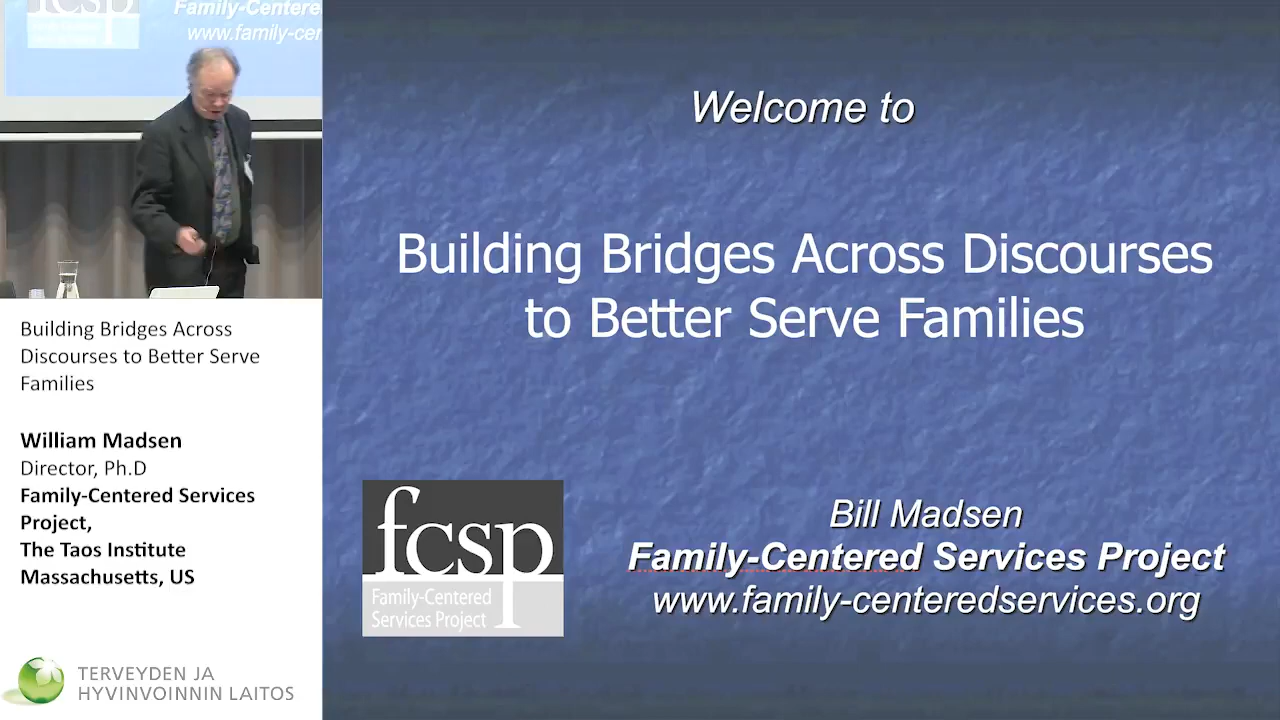 Family-Centere
www.family-cer
Building Bridges Across
Discourses to Better Serve
Families
William Madsen
Director, Ph.D
Family-Centered Services
Project,
The Taos Institute
Massachusetts, US
TERVEYDEN JA
HYVINVOINNIN LAITOS
Welcome to
Building Bridges Across Discourses
to Better Serve Families
fcsp
Family-Centered
Services Project
Bill Madsen
Family-Centered Services Project
www.family-centeredservices.org